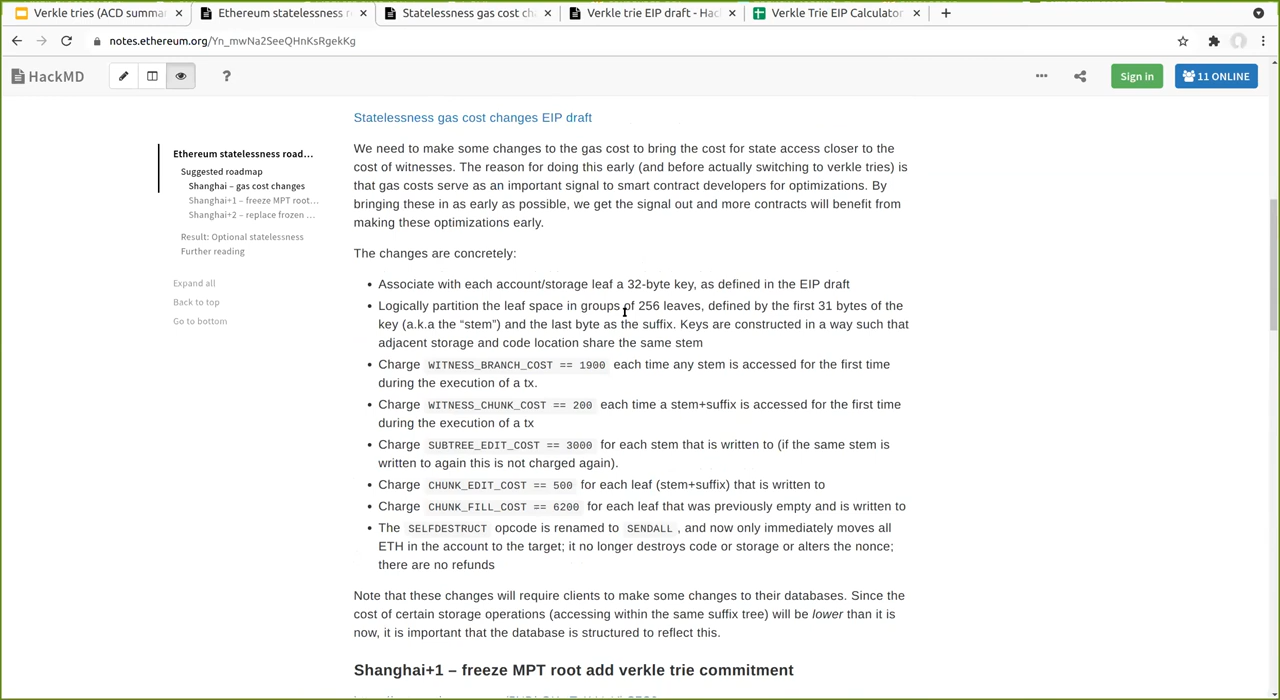 Verkle tries (ACD summa
Ethereum statelessness r
Statelessness gas cost ch
Verkle trie EIP draft - Hac
Verkle Trie EIP Calculator
notes.ethereum.org/Yn_mwNa2SeeQHnKsRgekKg
HackMD
?
Sign in
11 ONLINE
Ethereum statelessness road…
Suggested roadmap
Shanghai – gas cost changes
Shanghai+1 – freeze MPT root…
Shanghai+2 – replace frozen …
Result: Optional statelessness
Further reading
Expand all
Back to top
Go to bottom
Statelessness gas cost changes EIP draft
We need to make some changes to the gas cost to bring the cost for state access closer to the
cost of witnesses. The reason for doing this early (and before actually switching to verkle tries) is
that gas costs serve as an important signal to smart contract developers for optimizations. By
bringing these in as early as possible, we get the signal out and more contracts will benefit from
making these optimizations early.
The changes are concretely:
• Associate with each account/storage leaf a 32-byte key, as defined in the EIP draft
• Logically partition the leaf space in groups of 256 leaves, defined by the first 31 bytes of the
key (a.k.a the “stem”) and the last byte as the suffix. Keys are constructed in a way such that
adjacent storage and code location share the same stem
• Charge WITNESS_BRANCH_COST == 1900 each time any stem is accessed for the first time
during the execution of a tx.
• Charge WITNESS_CHUNK_COST == 200 each time a stem+suffix is accessed for the first time
during the execution of a tx
• Charge SUBTREE_EDIT_COST == 3000 for each stem that is written to (if the same stem is
written to again this is not charged again).
• Charge CHUNK_EDIT_COST == 500 for each leaf (stem+suffix) that is written to
• Charge CHUNK_FILL_COST == 6200 for each leaf that was previously empty and is written to
• The SELFDESTRUCT opcode is renamed to SENDALL , and now only immediately moves all
ETH in the account to the target; it no longer destroys code or storage or alters the nonce;
there are no refunds
Note that these changes will require clients to make some changes to their databases. Since the
cost of certain storage operations (accessing within the same suffix tree) will be lower than it is
now, it is important that the database is structured to reflect this.
Shanghai+1 – freeze MPT root add verkle trie commitment